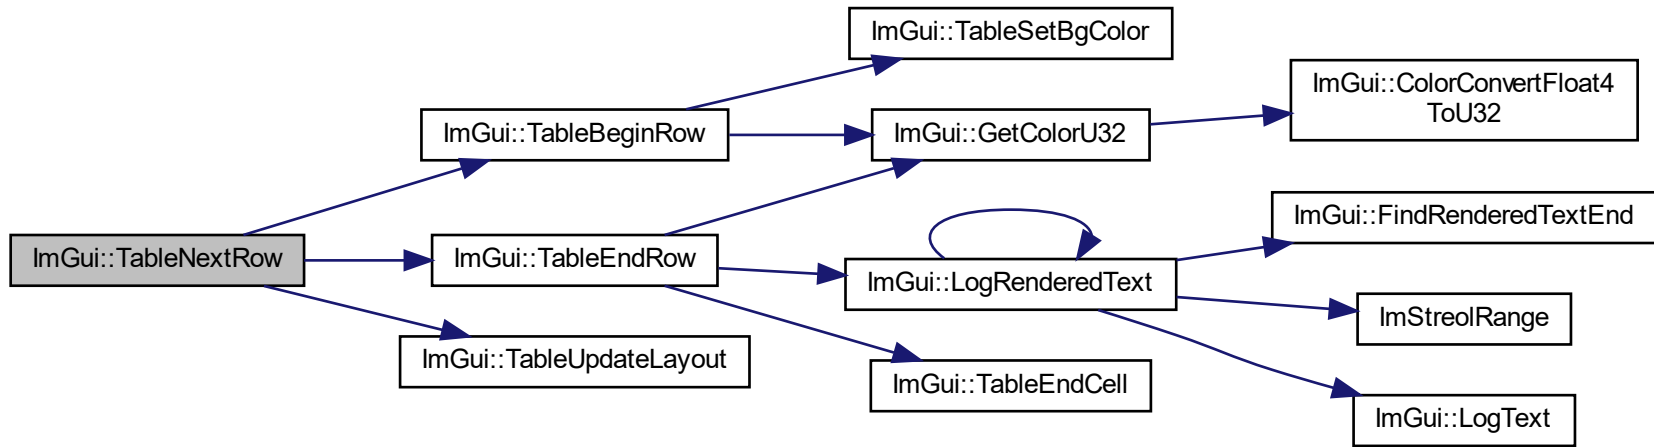 ImGui::TableSetBgColor
ImGui::ColorConvertFloat4
ToU32
ImGui::TableBeginRow
ImGui::GetColorU32
ImGui::FindRenderedTextEnd
ImGui::TableNextRow
ImGui::TableEndRow
ImGui::LogRenderedText
ImStreolRange
ImGui::TableUpdateLayout
ImGui::TableEndCell
ImGui::LogText